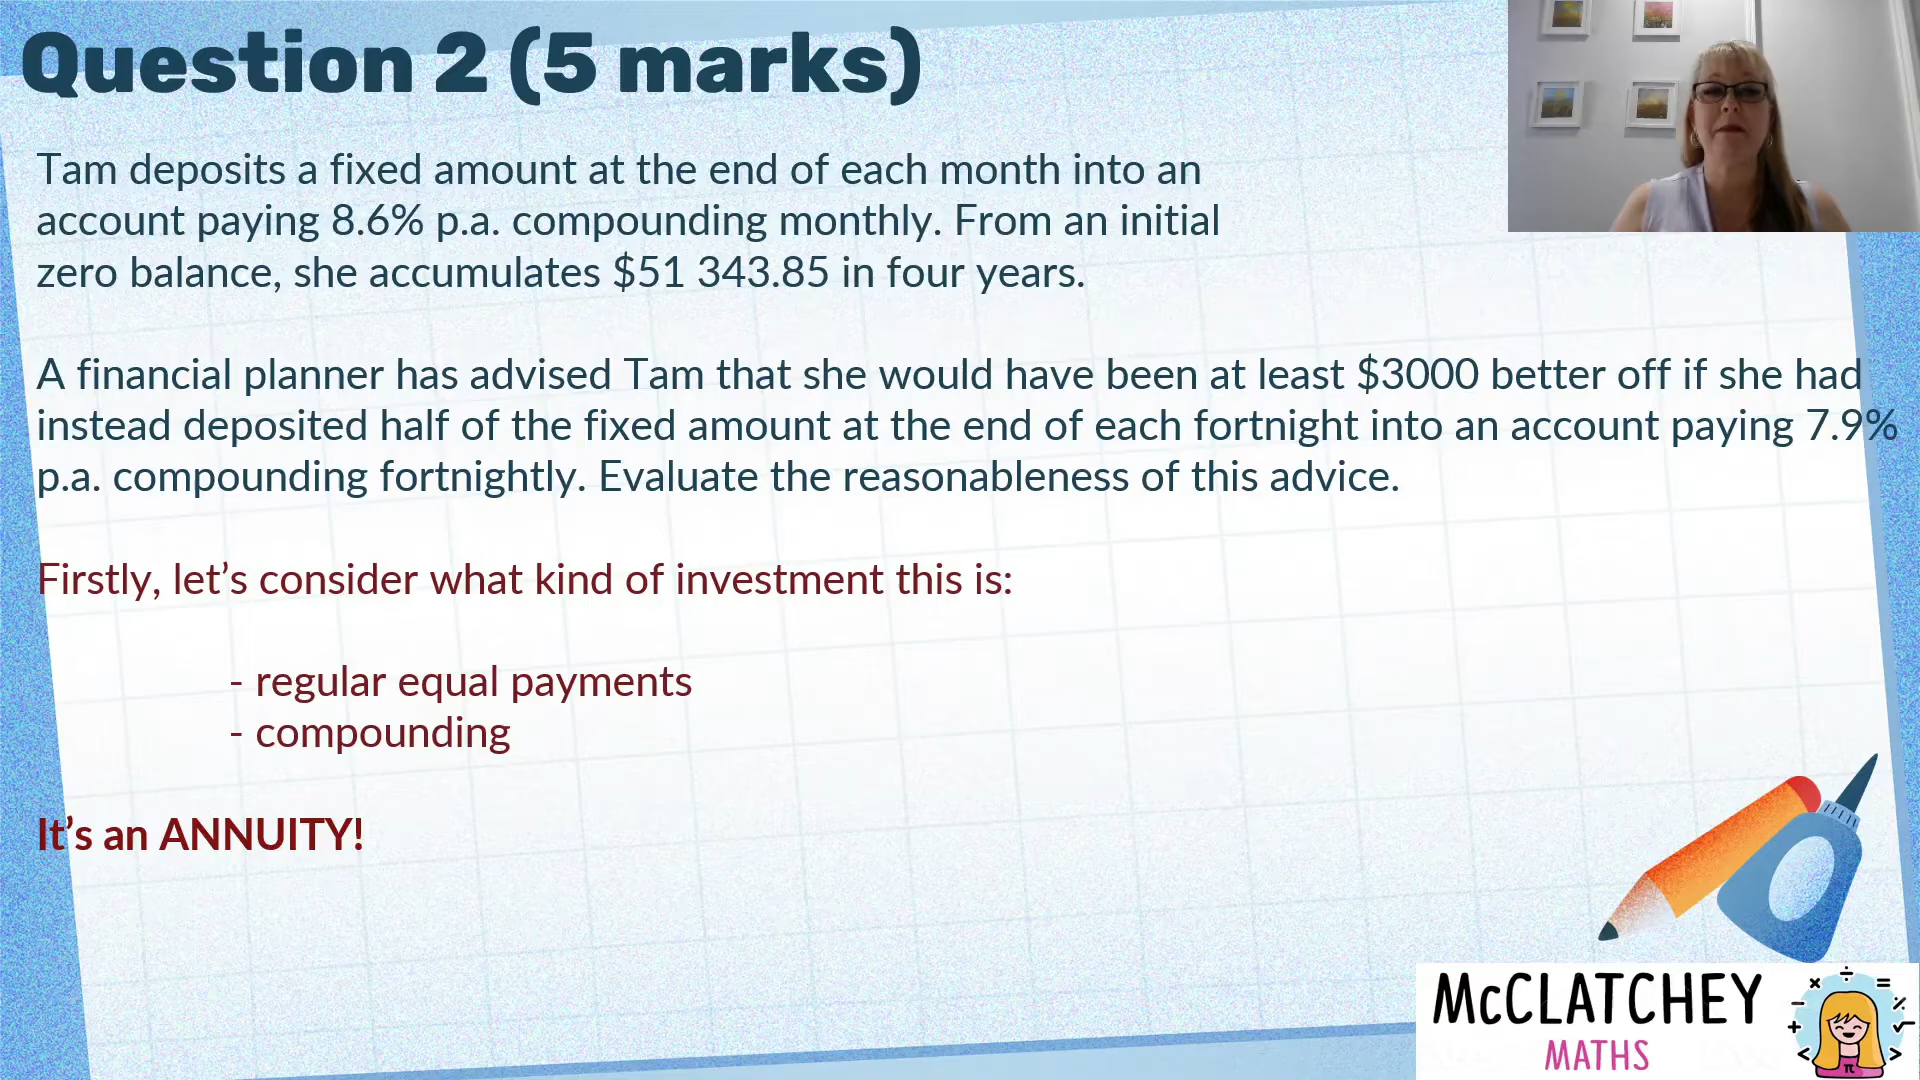 Question 2 (5 marks)
Tam deposits a fixed amount at the end of each month into an
account paying 8.6% p.a. compounding monthly. From an initial
zero balance, she accumulates $51 343.85 in four years.
A financial planner has advised Tam that she would have been at least $3000 better off if she had
instead deposited half of the fixed amount at the end of each fortnight into an account paying 7.9%
p.a. compounding fortnightly. Evaluate the reasonableness of this advice.
Firstly, let's consider what kind of investment this is:
- regular equal payments
- compounding
It's an ANNUITY!
McCLATCHEY
MATHS
π